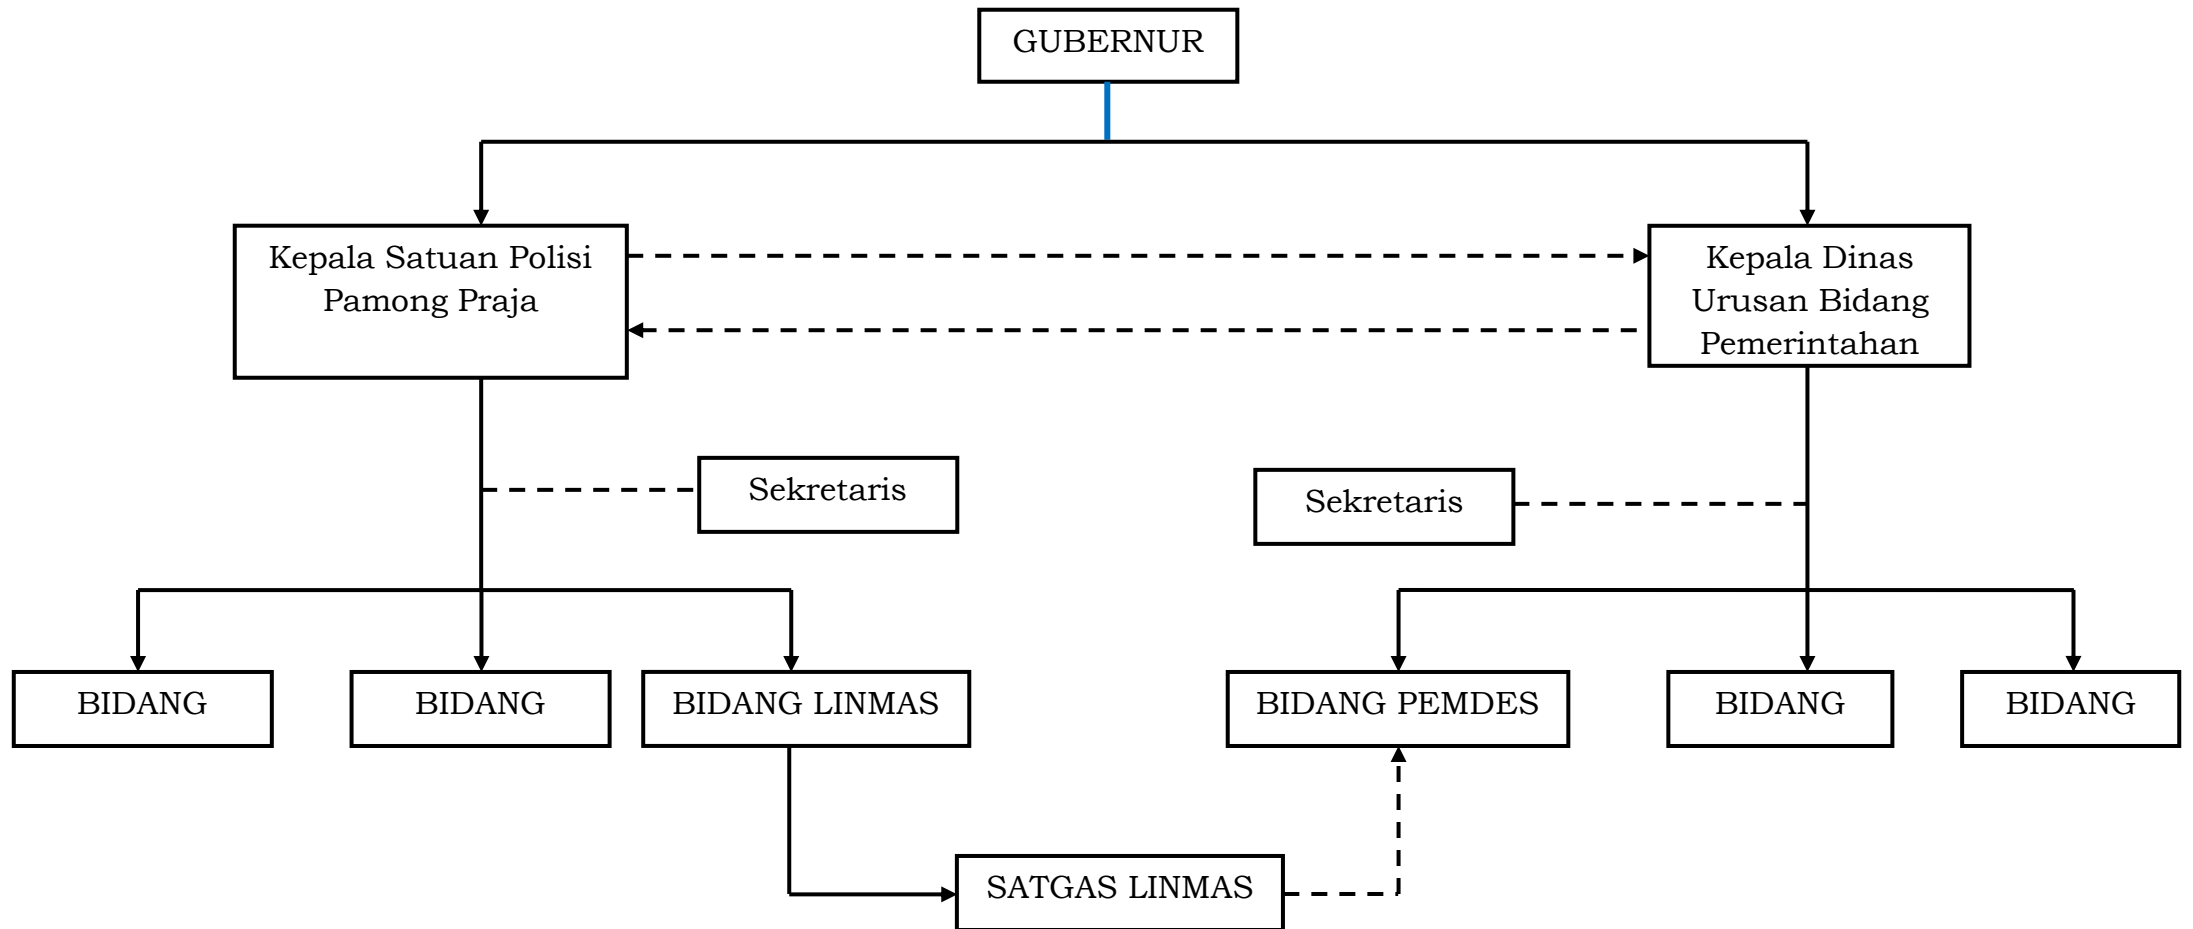 GUBERNUR
Kepala Satuan Polisi
Pamong Praja
Kepala Dinas
Urusan Bidang
Pemerintahan
Sekretaris
Sekretaris
BIDANG
BIDANG
BIDANG LINMAS
BIDANG PEMDES
BIDANG
BIDANG
SATGAS LINMAS